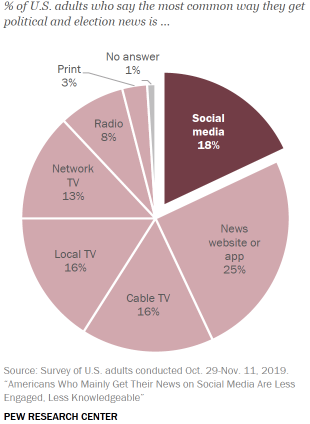 % of U.S. adults who say the most common way they get
political and election news is ...
No answer
1%
Print
3%
Social
media
18%
Radio
8%
Network
TV
13%
News
website or
app
25%
Local TV
16%
Cable TV
16%
Source: Survey of U.S. adults conducted Oct. 29-Nov. 11, 2019.
“Americans Who Mainly Get Their News on Social Media Are Less
Engaged, Less Knowledgeable”
PEW RESEARCH CENTER